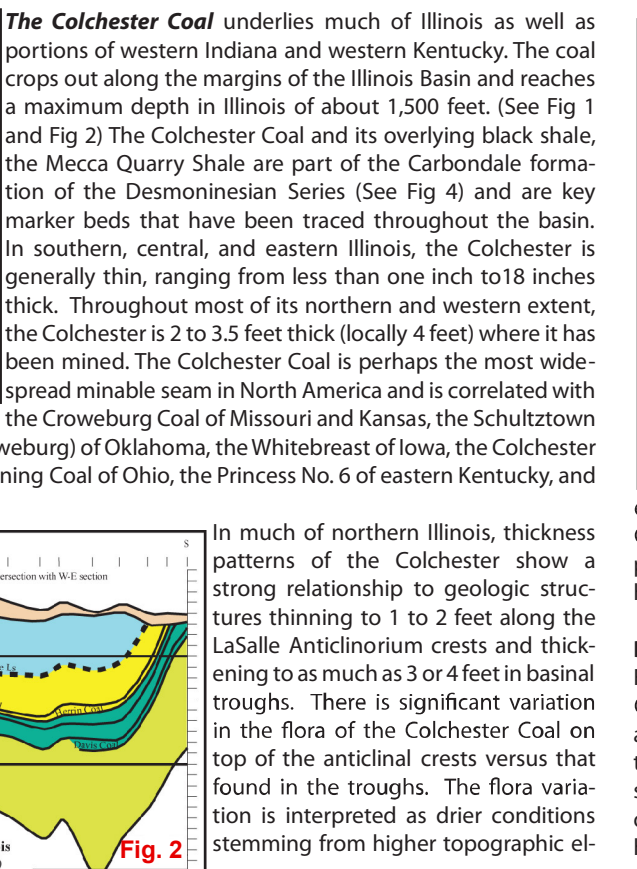 The Colchester Coal underlies much of Illinois as well as
portions of western Indiana and western Kentucky. The coal
crops out along the margins of the Illinois Basin and reaches
a maximum depth in Illinois of about 1,500 feet. (See Fig 1
and Fig 2) The Colchester Coal and its overlying black shale,
the Mecca Quarry Shale are part of the Carbondale forma-
tion of the Desmoninesian Series (See Fig 4) and are key
marker beds that have been traced throughout the basin.
In southern, central, and eastern Illinois, the Colchester is
generally thin, ranging from less than one inch to18 inches
thick. Throughout most of its northern and western extent,
the Colchester is 2 to 3.5 feet thick (locally 4 feet) where it has
been mined. The Colchester Coal is perhaps the most wide-
spread minable seam in North America and is correlated with
the Croweburg Coal of Missouri and Kansas, the Schultztown
weburg) of Oklahoma, the Whitebreast of Iowa, the Colchester
ning Coal of Ohio, the Princess No. 6 of eastern Kentucky, and
S
ersection with W-E section
e Ls
Herrin Coal
Davis Coal
is
Fig. 2
In much of northern Illinois, thickness
patterns of the Colchester show a
strong relationship to geologic struc-
tures thinning to 1 to 2 feet along the
LaSalle Anticlinorium crests and thick-
ening to as much as 3 or 4 feet in basinal
troughs. There is significant variation
in the flora of the Colchester Coal on
top of the anticlinal crests versus that
found in the troughs. The flora varia-
tion is interpreted as drier conditions
stemming from higher topographic el-